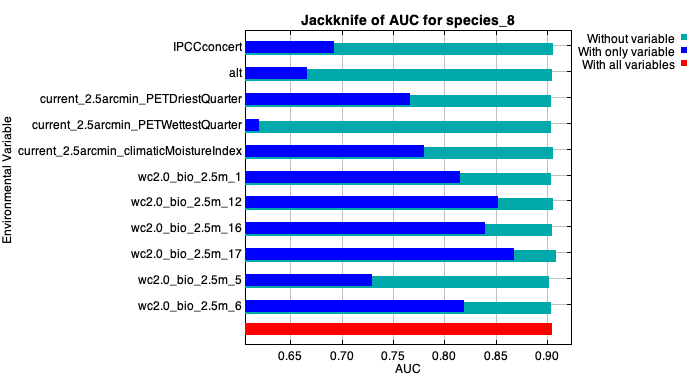 Jackknife of AUC for species_8
Without variable
With only variable
With all variables
Environmental Variable
IPCCconcert
alt
current_2.5arcmin_PETDriestQuarter
current_2.5arcmin_PETWettestQuarter
current_2.5arcmin_climaticMoistureIndex
wc2.0_bio_2.5m_1
wc2.0_bio_2.5m_12
wc2.0_bio_2.5m_16
wc2.0_bio_2.5m_17
wc2.0_bio_2.5m_5
wc2.0_bio_2.5m_6
0.65 0.70 0.75 0.80 0.85 0.90
AUC